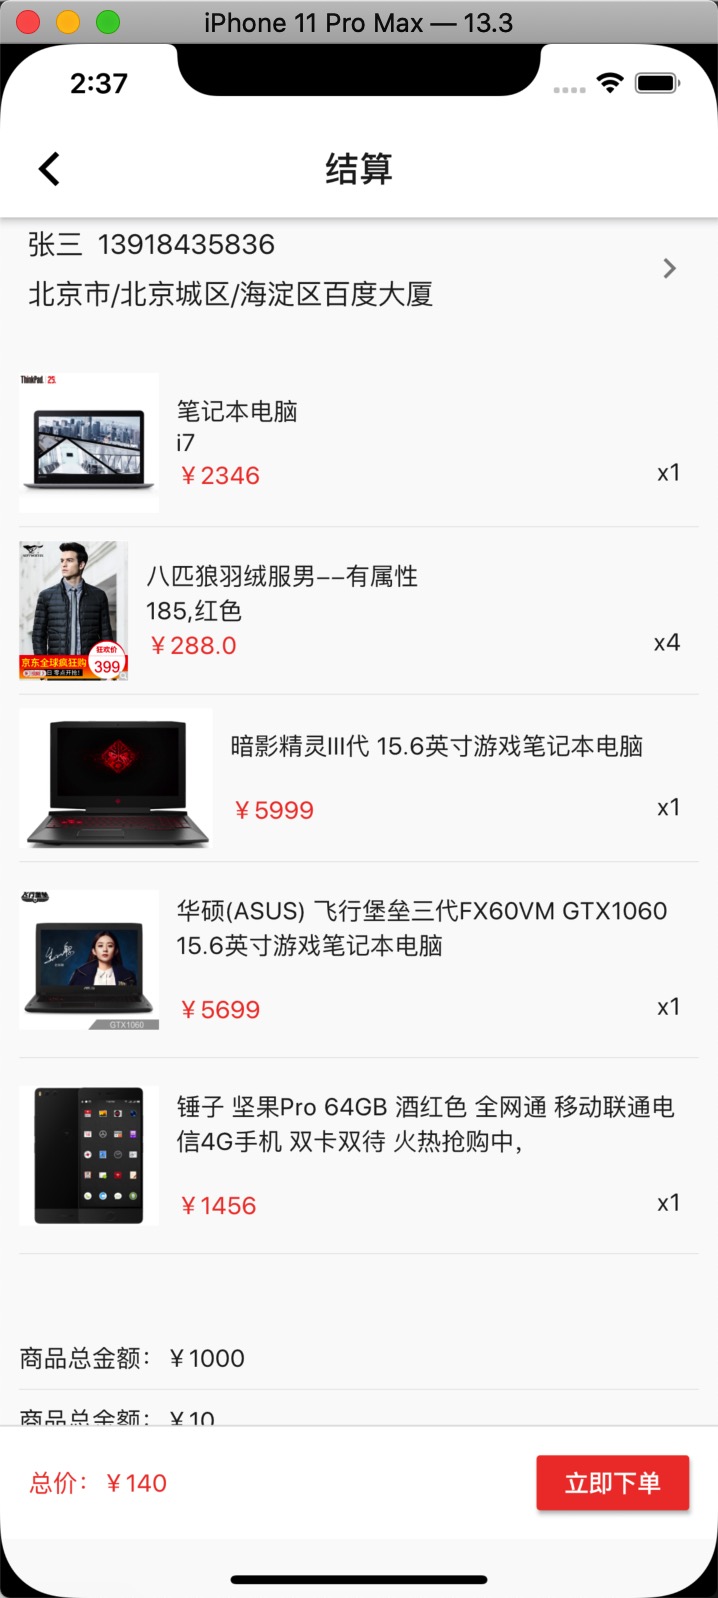 iPhone 11 Pro Max — 13.3
2:37
结算
张三 13918435836
北京市/北京城区/海淀区百度大厦
ThinkPad 25.
笔记本电脑
i7
￥2346
x1
八匹狼羽绒服男——有属性
185,红色
￥288.0
x4
狂欢价
京东全球疯狂购
399
暗影精灵III代 15.6英寸游戏笔记本电脑
￥5999
x1
华硕(ASUS) 飞行堡垒三代FX60VM GTX1060
15.6英寸游戏笔记本电脑
￥5699
x1
GTX1060
锤子 坚果Pro 64GB 酒红色 全网通 移动联通电
信4G手机 双卡双待 火热抢购中，
￥1456
x1
商品总金额：￥1000
商品总金额：￥10
总价：￥140
立即下单